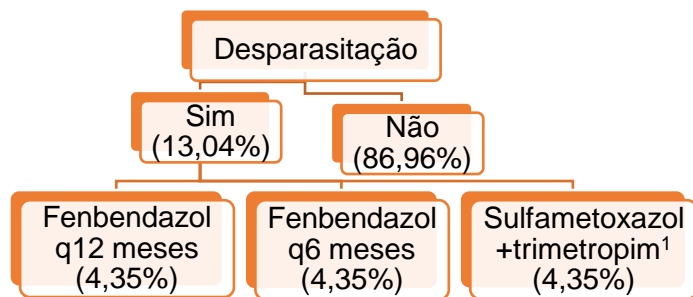 Desparasitação
Sim
(13,04%)
Não
(86,96%)
Fenbendazol
q12 meses
(4,35%)
Fenbendazol
q6 meses
(4,35%)
Sulfametoxazol
+trimetropim¹
(4,35%)